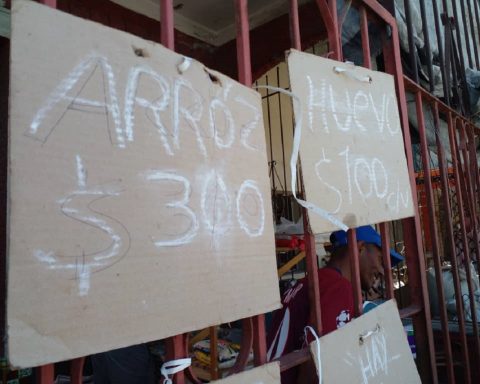 ARRÓZ
$ 300
HUEVO
$100 c/u
"HAY